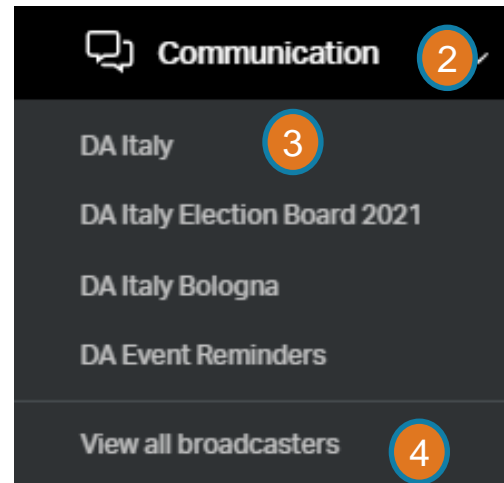 Communication 2
DA Italy 3
DA Italy Election Board 2021
DA Italy Bologna
DA Event Reminders
View all broadcasters 4